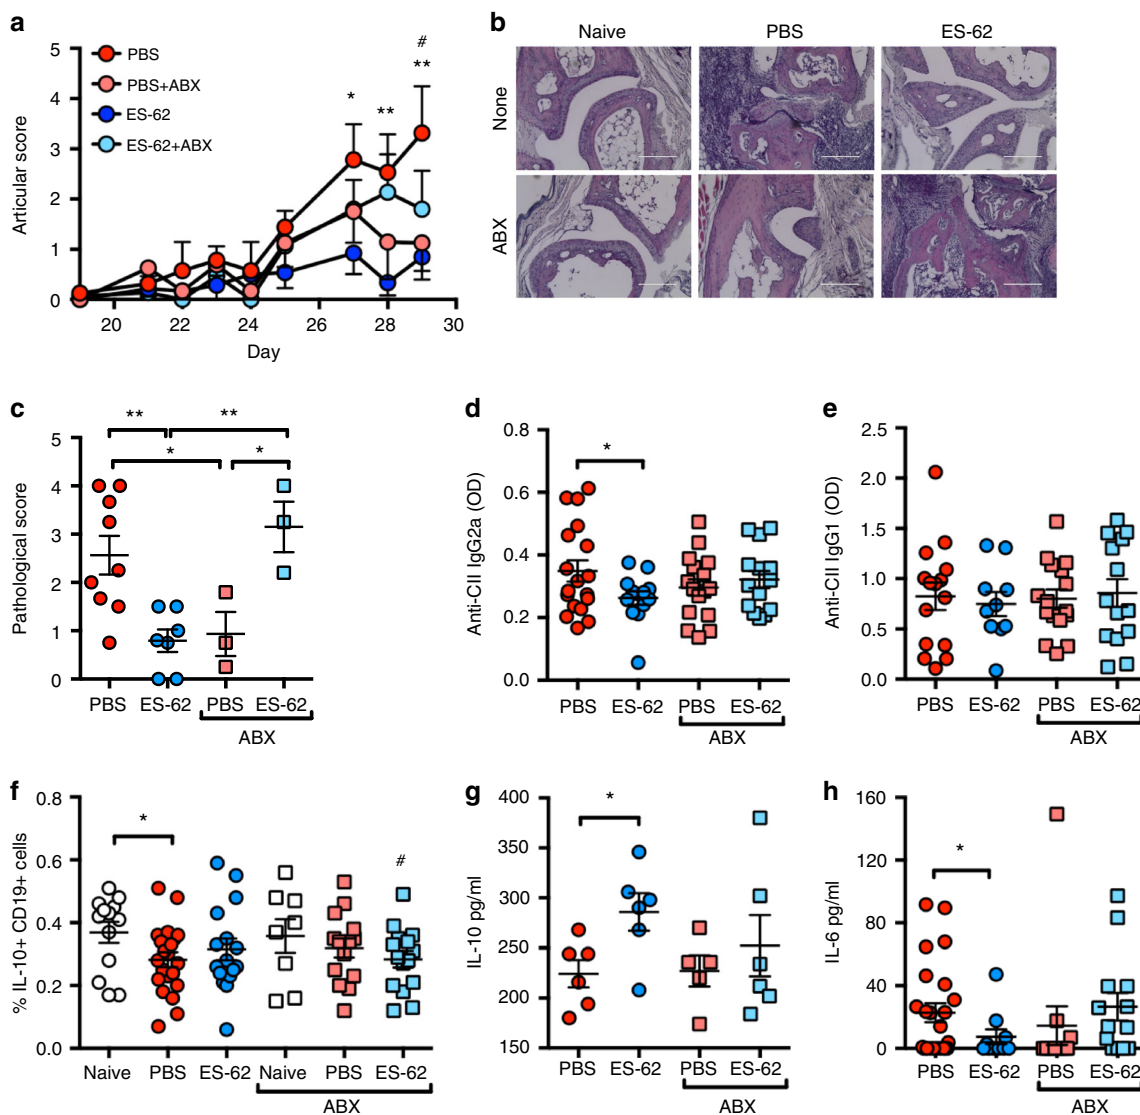 a
5
4
3
2
1
0
Articular score
PBS
PBS+ABX
ES-62
ES-62+ABX
*
**
#
**
20
22
24
26
28
30
Day
b
Naive
PBS
ES-62
None
ABX
c
Pathological score
5
4
3
2
1
0
**
**
*
*
PBS
ES-62
PBS
ES-62
ABX
d
Anti-CII IgG2a (OD)
0.8
0.6
0.4
0.2
0.0
*
PBS
ES-62
PBS
ES-62
ABX
e
Anti-CII IgG1 (OD)
2.5
2.0
1.5
1.0
0.5
0.0
PBS
ES-62
PBS
ES-62
ABX
f
% IL-10+ CD19+ cells
0.8
0.6
0.4
0.2
0.0
*
#
Naive
PBS
ES-62
Naive
PBS
ES-62
ABX
g
IL-10 pg/ml
400
350
300
250
200
150
*
PBS
ES-62
PBS
ES-62
ABX
h
IL-6 pg/ml
160
120
80
40
0
*
PBS
ES-62
PBS
ES-62
ABX